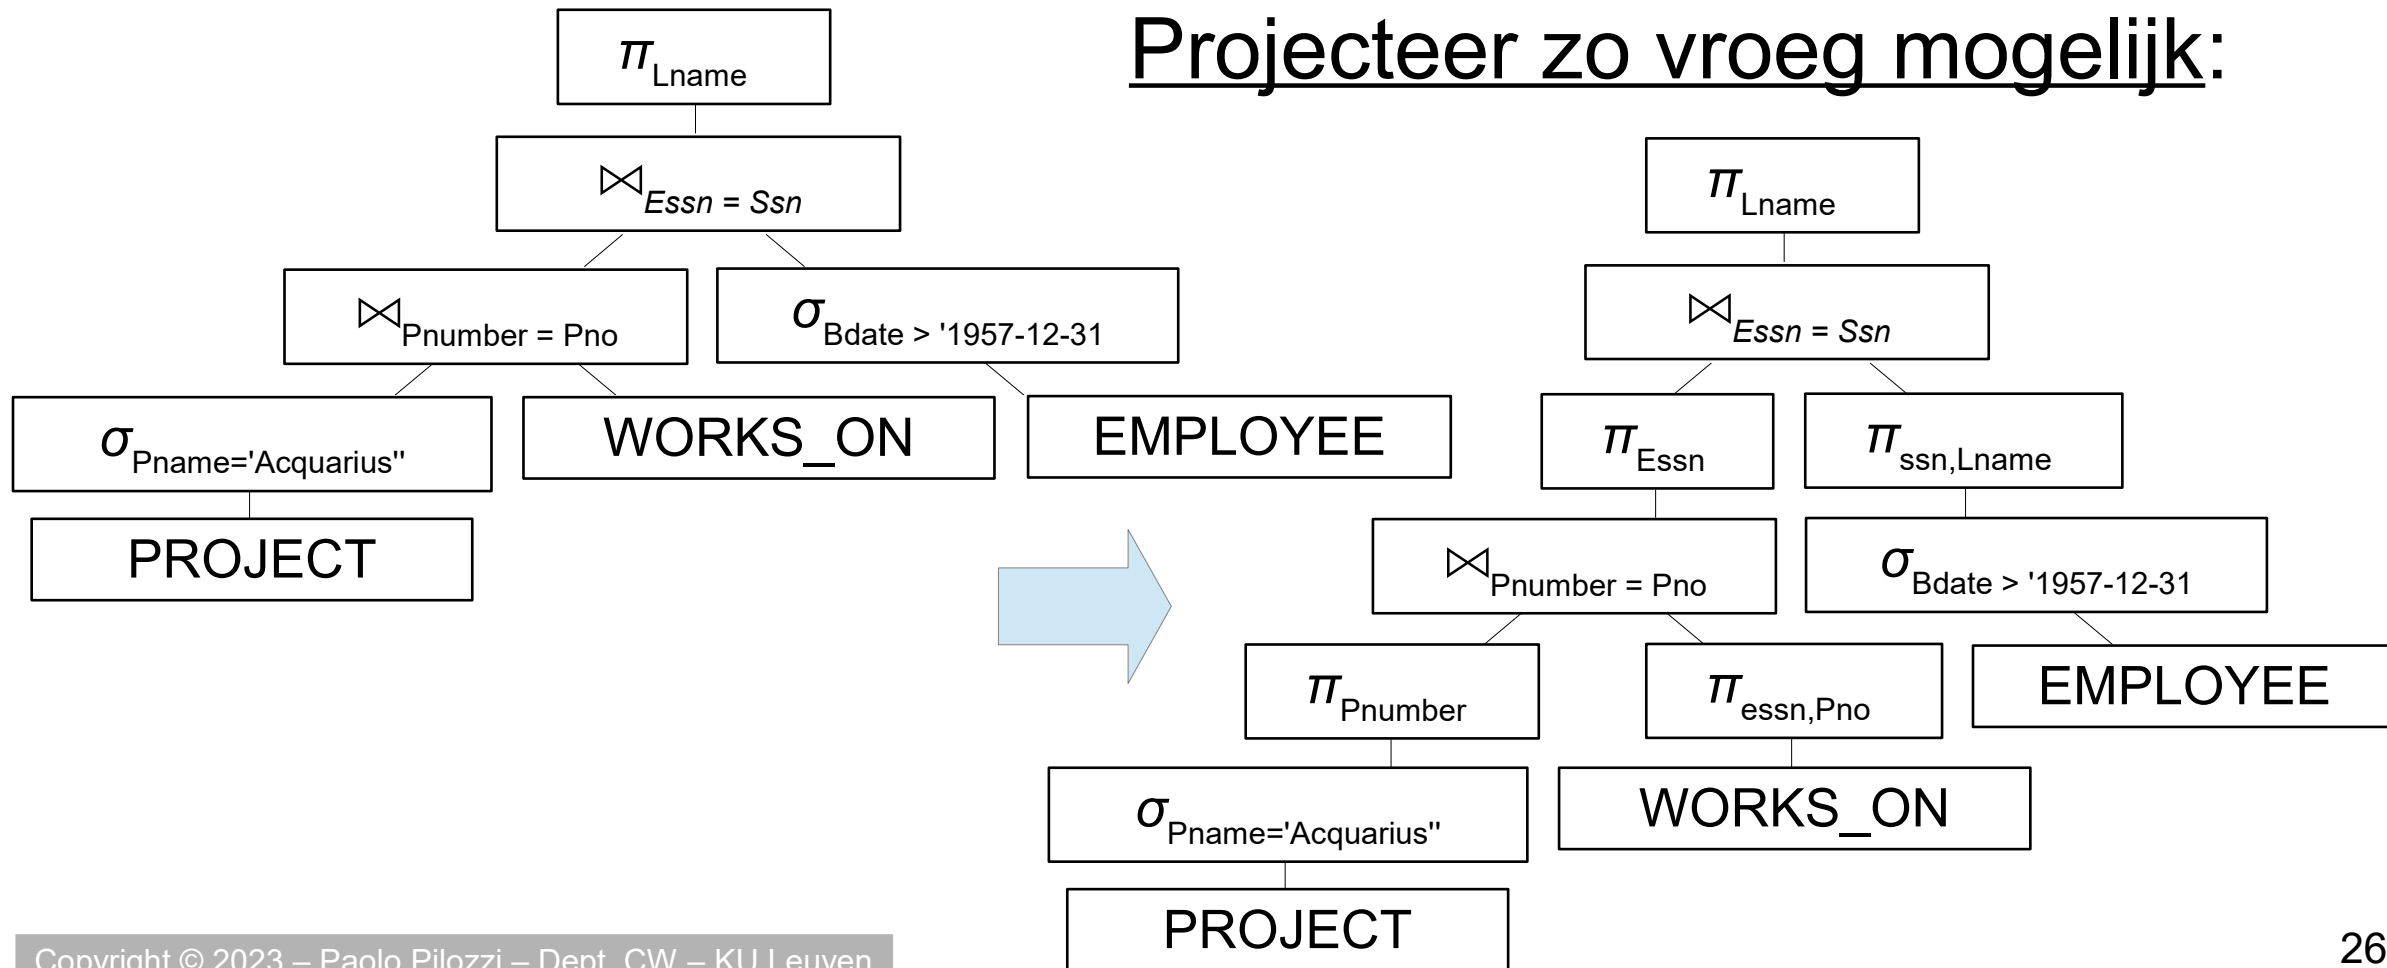 Projecteer zo vroeg mogelijk:
π Lname
⋈ Essn = Ssn
⋈ Pnumber = Pno
σ Bdate > '1957-12-31
σ Pname='Acquarius''
WORKS_ON
EMPLOYEE
PROJECT
π Lname
⋈ Essn = Ssn
π Essn
π ssn,Lname
⋈ Pnumber = Pno
σ Bdate > '1957-12-31
π Pnumber
π essn,Pno
EMPLOYEE
σ Pname='Acquarius''
WORKS_ON
PROJECT
Copyright © 2023 – Paolo Pilozzi – Dept. CW – KU Leuven
26